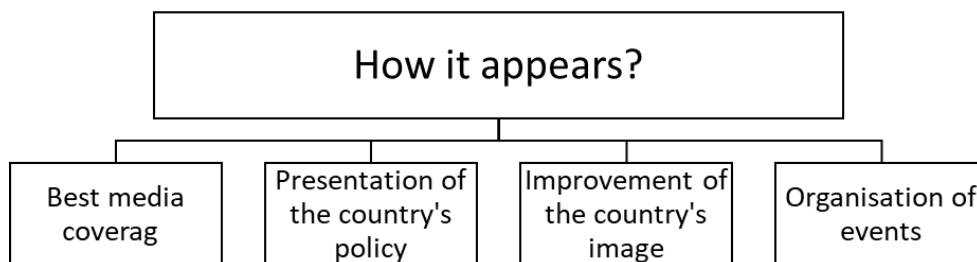 How it appears?
Best media
coverag
Presentation of
the country's
policy
Improvement of
the country's
image
Organisation of
events